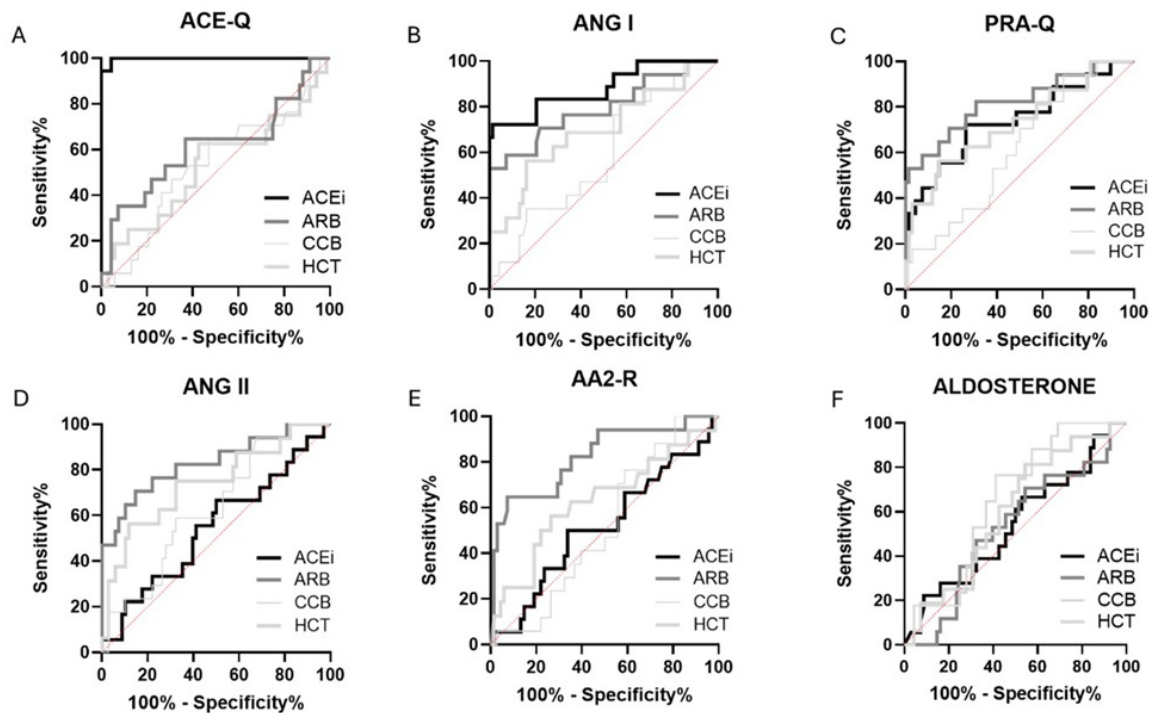 A
ACE-Q
Sensitivity%
100
80
60
40
20
0
ACEi
ARB
CCB
HCT
0 20 40 60 80 100
100% - Specificity%
B
ANG I
Sensitivity%
100
80
60
40
20
0
ACEi
ARB
CCB
HCT
0 20 40 60 80 100
100% - Specificity%
C
PRA-Q
Sensitivity%
100
80
60
40
20
0
ACEi
ARB
CCB
HCT
0 20 40 60 80 100
100% - Specificity%
D
ANG II
Sensitivity%
100
80
60
40
20
0
ACEi
ARB
CCB
HCT
0 20 40 60 80 100
100% - Specificity%
E
AA2-R
Sensitivity%
100
80
60
40
20
0
ACEi
ARB
CCB
HCT
0 20 40 60 80 100
100% - Specificity%
F
ALDOSTERONE
Sensitivity%
100
80
60
40
20
0
ACEi
ARB
CCB
HCT
0 20 40 60 80 100
100% - Specificity%